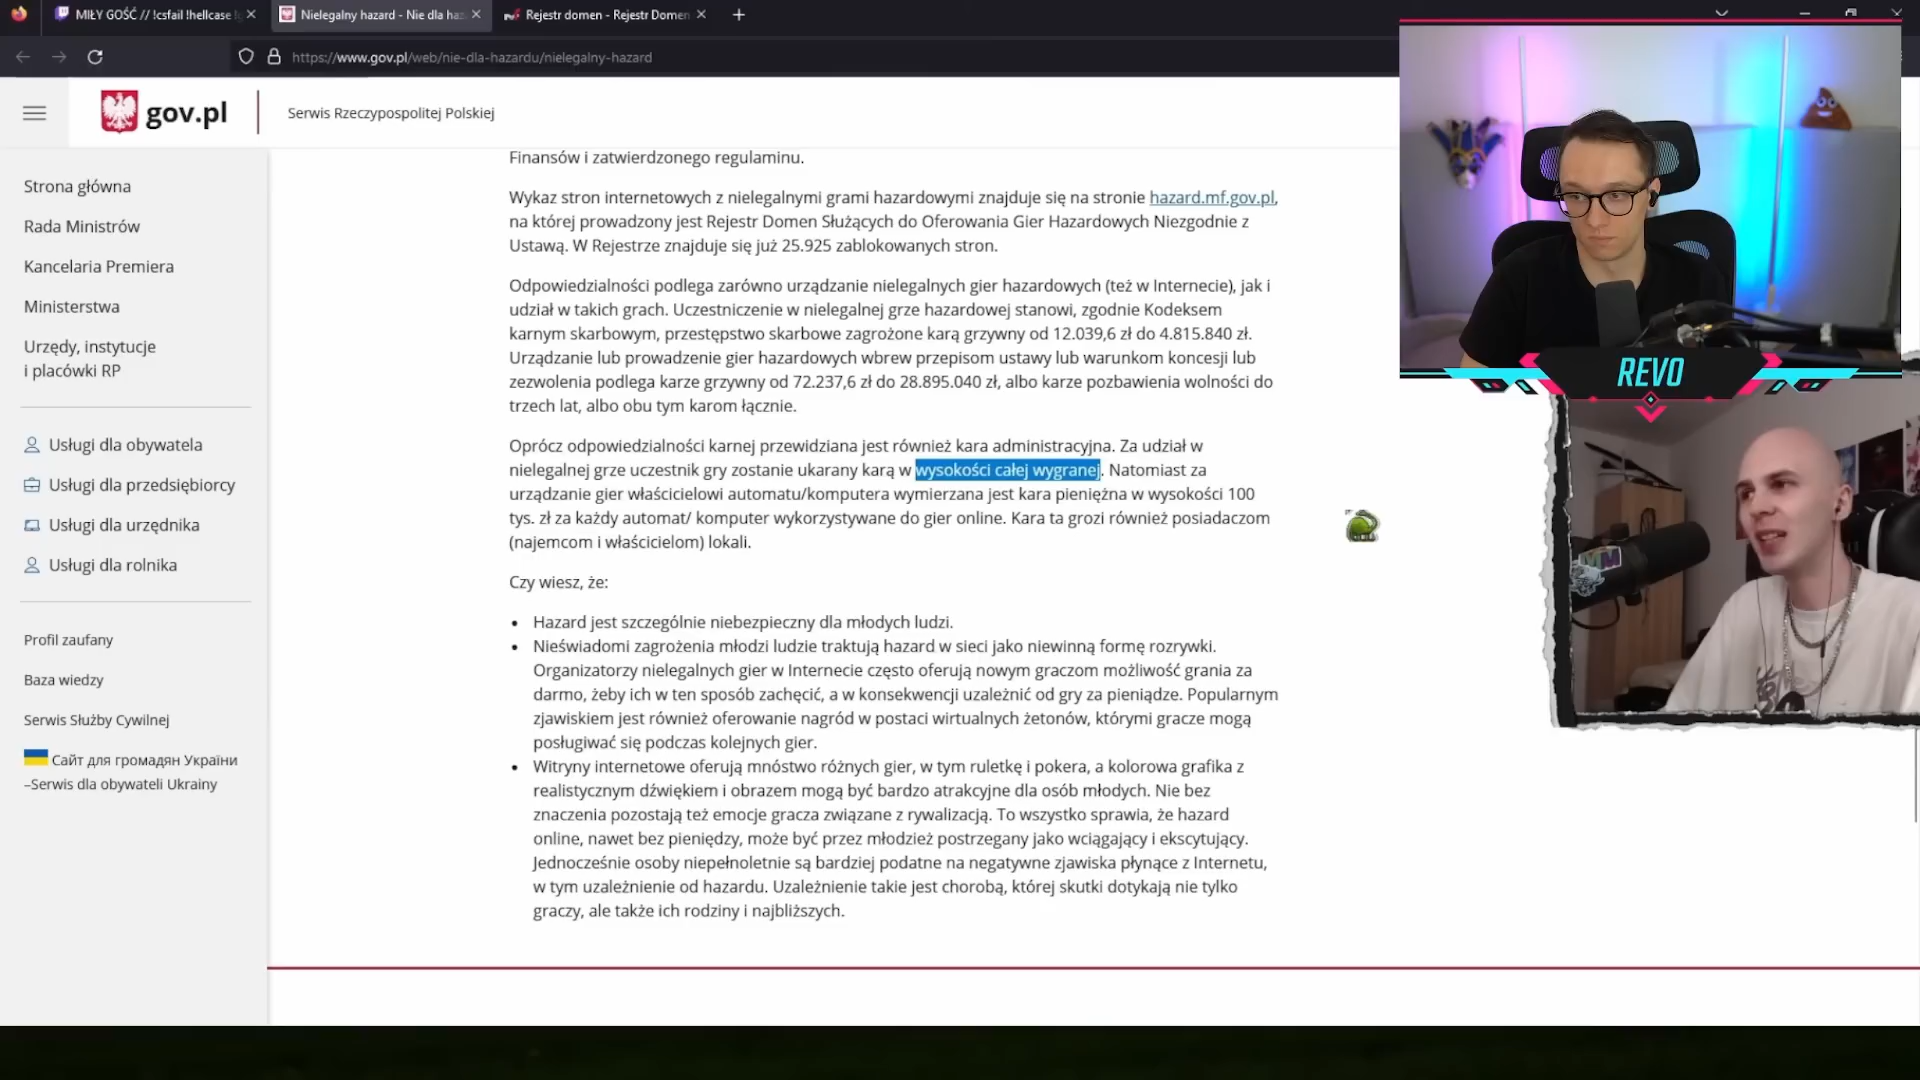 MIŁY GOŚĆ // !csfail !hellcase
Nielegalny hazard - Nie dla haz
Rejestr domen - Rejestr Domen
https://www.gov.pl/web/nie-dla-hazardu/nielegalny-hazard
gov.pl
Serwis Rzeczypospolitej Polskiej
Strona główna
Rada Ministrów
Kancelaria Premiera
Ministerstwa
Urzędy, instytucje
i placówki RP
Usługi dla obywatela
Usługi dla przedsiębiorcy
Usługi dla urzędnika
Usługi dla rolnika
Profil zaufany
Baza wiedzy
Serwis Służby Cywilnej
Сайт для громадян України
–Serwis dla obywateli Ukrainy
Finansów i zatwierdzonego regulaminu.
Wykaz stron internetowych z nielegalnymi grami hazardowymi znajduje się na stronie hazard.mf.gov.pl,
na której prowadzony jest Rejestr Domen Służących do Oferowania Gier Hazardowych Niezgodnie z
Ustawą. W Rejestrze znajduje się już 25.925 zablokowanych stron.
Odpowiedzialności podlega zarówno urządzanie nielegalnych gier hazardowych (też w Internecie), jak i
udział w takich grach. Uczestniczenie w nielegalnej grze hazardowej stanowi, zgodnie Kodeksem
karnym skarbowym, przestępstwo skarbowe zagrożone karą grzywny od 12.039,6 zł do 4.815.840 zł.
Urządzanie lub prowadzenie gier hazardowych wbrew przepisom ustawy lub warunkom koncesji lub
zezwolenia podlega karze grzywny od 72.237,6 zł do 28.895.040 zł, albo karze pozbawienia wolności do
trzech lat, albo obu tym karom łącznie.
Oprócz odpowiedzialności karnej przewidziana jest również kara administracyjna. Za udział w
nielegalnej grze uczestnik gry zostanie ukarany karą w wysokości całej wygranej. Natomiast za
urządzanie gier właścicielowi automatu/komputera wymierzana jest kara pieniężna w wysokości 100
tys. zł za każdy automat/ komputer wykorzystywane do gier online. Kara ta grozi również posiadaczom
(najemcom i właścicielom) lokali.
Czy wiesz, że:
• Hazard jest szczególnie niebezpieczny dla młodych ludzi.
• Nieświadomi zagrożenia młodzi ludzie traktują hazard w sieci jako niewinną formę rozrywki.
Organizatorzy nielegalnych gier w Internecie często oferują nowym graczom możliwość grania za
darmo, żeby ich w ten sposób zachęcić, a w konsekwencji uzależnić od gry za pieniądze. Popularnym
zjawiskiem jest również oferowanie nagród w postaci wirtualnych żetonów, którymi gracze mogą
posługiwać się podczas kolejnych gier.
• Witryny internetowe oferują mnóstwo różnych gier, w tym ruletkę i pokera, a kolorowa grafika z
realistycznym dźwiękiem i obrazem mogą być bardzo atrakcyjne dla osób młodych. Nie bez
znaczenia pozostają też emocje gracza związane z rywalizacją. To wszystko sprawia, że hazard
online, nawet bez pieniędzy, może być przez młodzież postrzegany jako wciągający i ekscytujący.
Jednocześnie osoby niepełnoletnie są bardziej podatne na negatywne zjawiska płynące z Internetu,
w tym uzależnienie od hazardu. Uzależnienie takie jest chorobą, której skutki dotykają nie tylko
graczy, ale także ich rodziny i najbliższych.
REVO